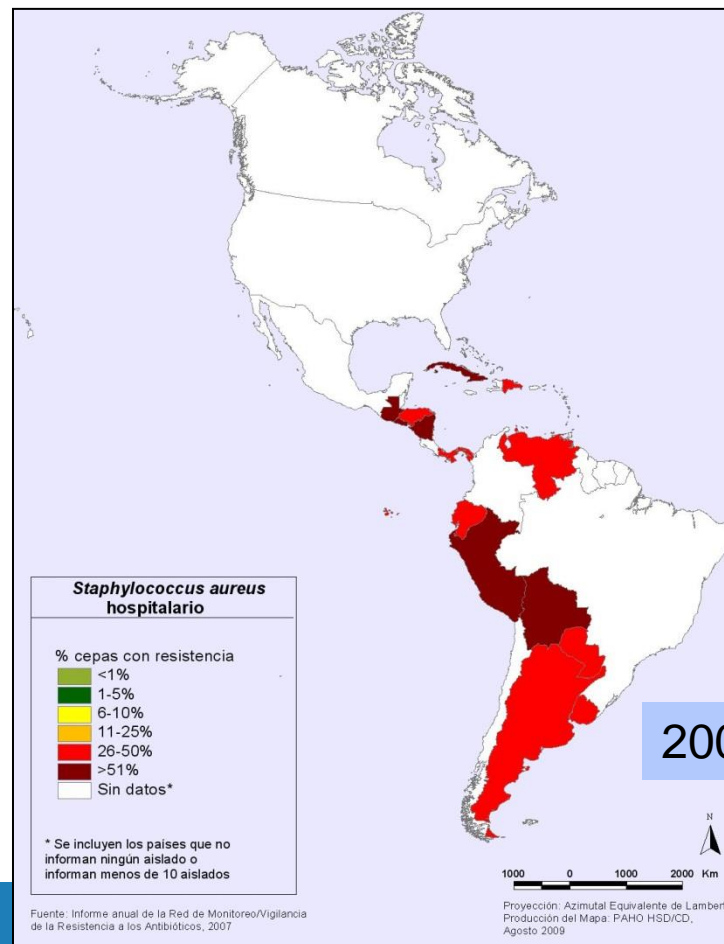 Staphylococcus aureus
hospitalario
% cepas con resistencia
<1%
1-5%
6-10%
11-25%
26-50%
>51%
Sin datos*
* Se incluyen los países que no
informan ningún aislado o
informan menos de 10 aislados
Fuente: Informe anual de la Red de Monitoreo/Vigilancia
de la Resistencia a los Antibióticos, 2007
200
N
1000 0 1000 2000 Km
Proyección: Azimutal Equivalente de Lambert
Producción del Mapa: PAHO HSD/CD,
Agosto 2009